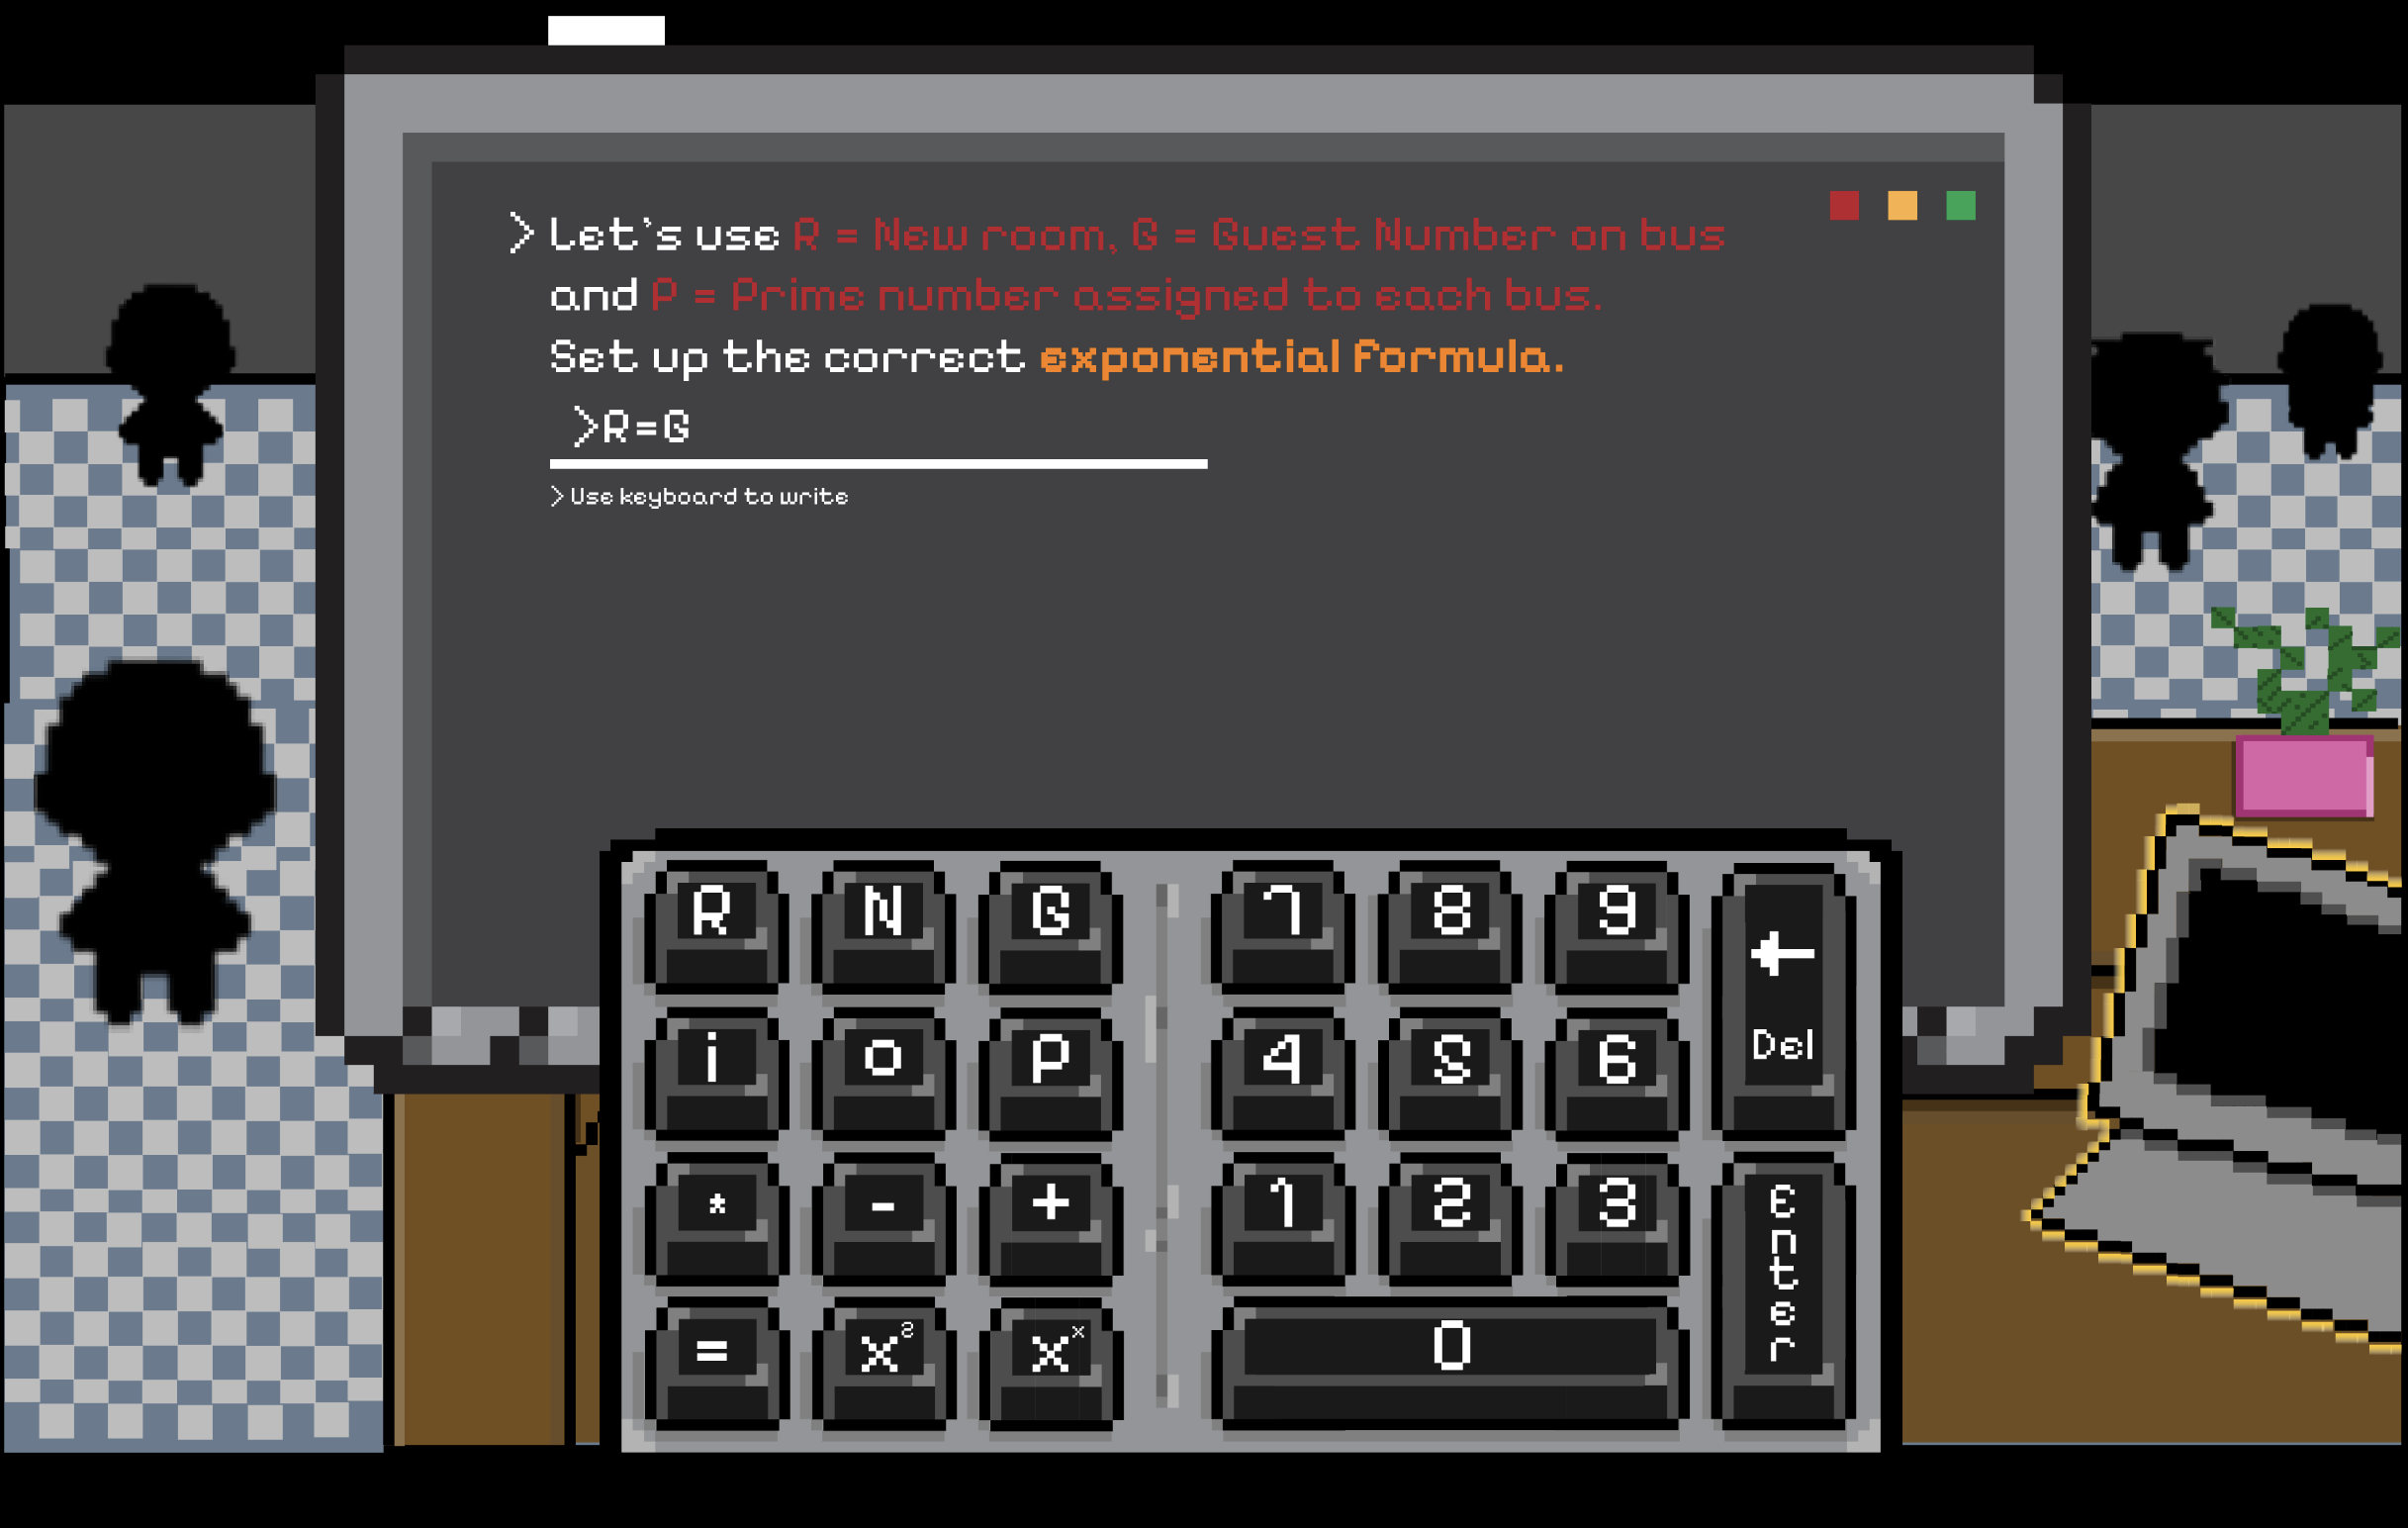 >Let's use R = New room, G = Guest Number on bus
and P = Prime number assigned to each bus.
Set up the correct exponential formula.
>R=G
>Use keyboard to write
R N G 7 8 9
i o P 4 5 6 Del
* - + 1 2 3 Enter
= x² xˣ 0